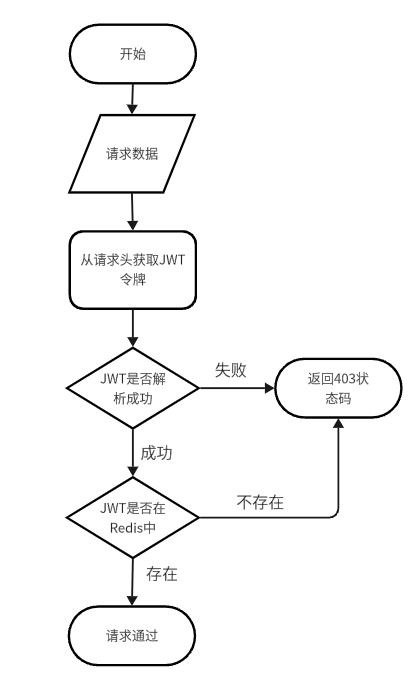 开始
请求数据
从请求头获取JWT
令牌
JWT是否解
析成功
失败
返回403状
态码
成功
JWT是否在
Redis中
不存在
存在
请求通过